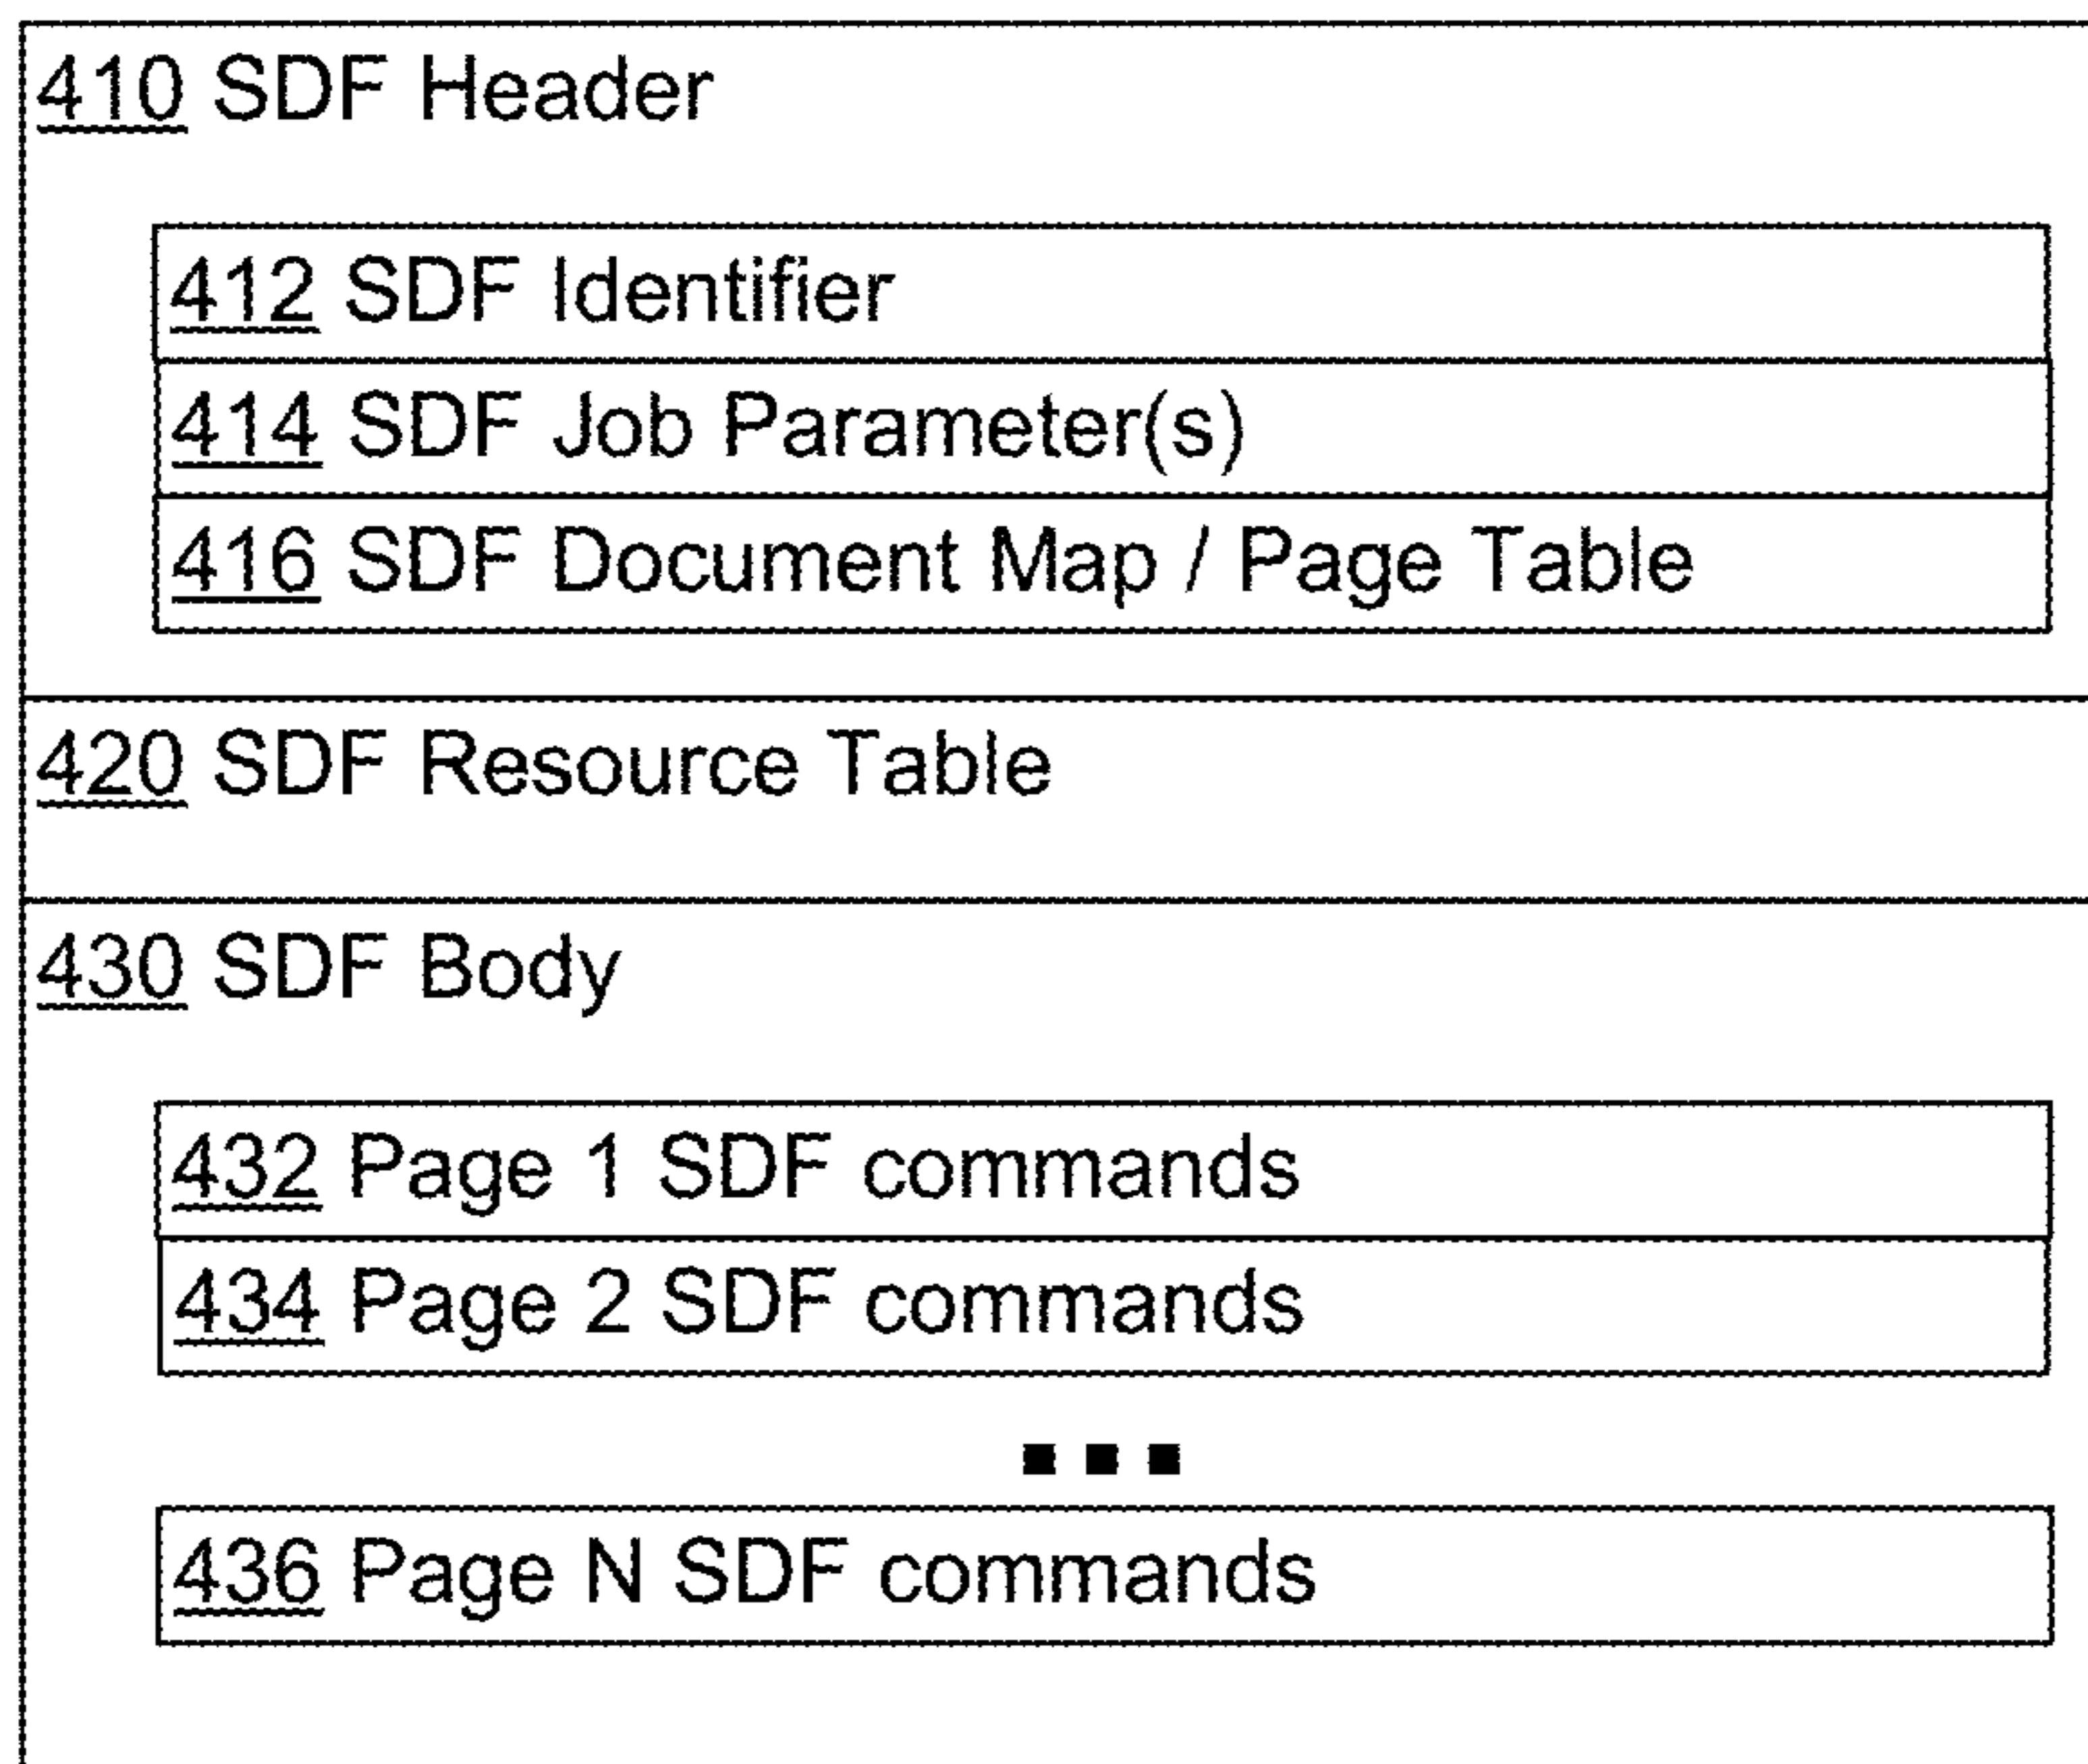 410 SDF Header
412 SDF Identifier
414 SDF Job Parameter(s)
416 SDF Document Map / Page Table
420 SDF Resource Table
430 SDF Body
432 Page 1 SDF commands
434 Page 2 SDF commands
...
436 Page N SDF commands